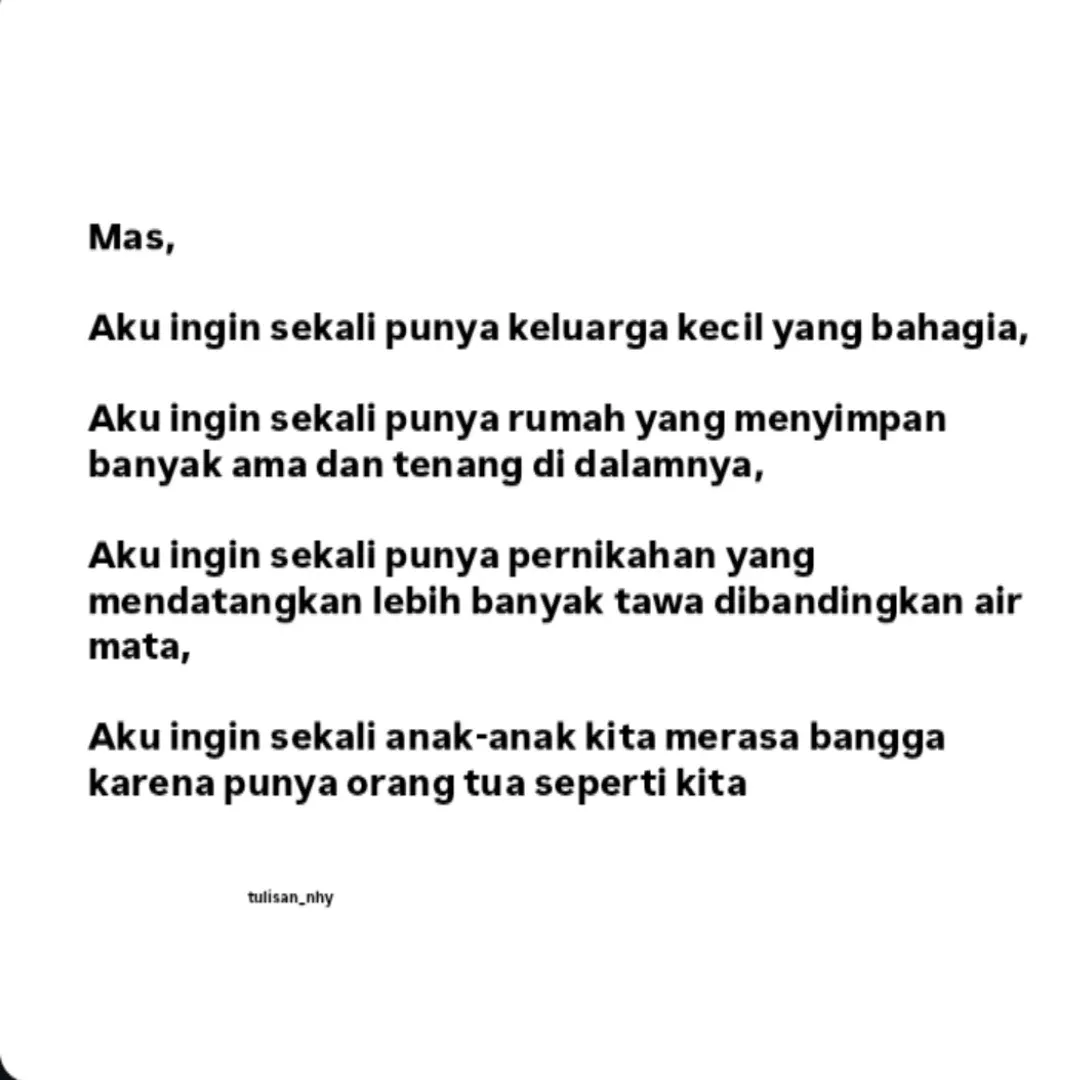 Mas,
Aku ingin sekali punya keluarga kecil yang bahagia,
Aku ingin sekali punya rumah yang menyimpan
banyak ama dan tenang di dalamnya,
Aku ingin sekali punya pernikahan yang
mendatangkan lebih banyak tawa dibandingkan air
mata,
Aku ingin sekali anak-anak kita merasa bangga
karena punya orang tua seperti kita
tulisan_nhy